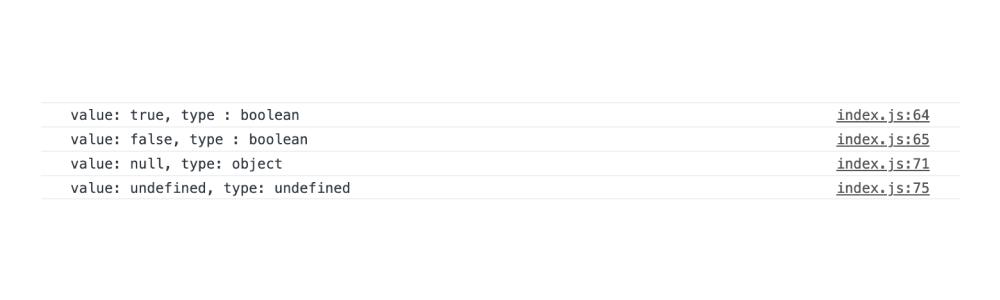 value: true, type : boolean index.js:64
value: false, type : boolean index.js:65
value: null, type: object index.js:71
value: undefined, type: undefined index.js:75